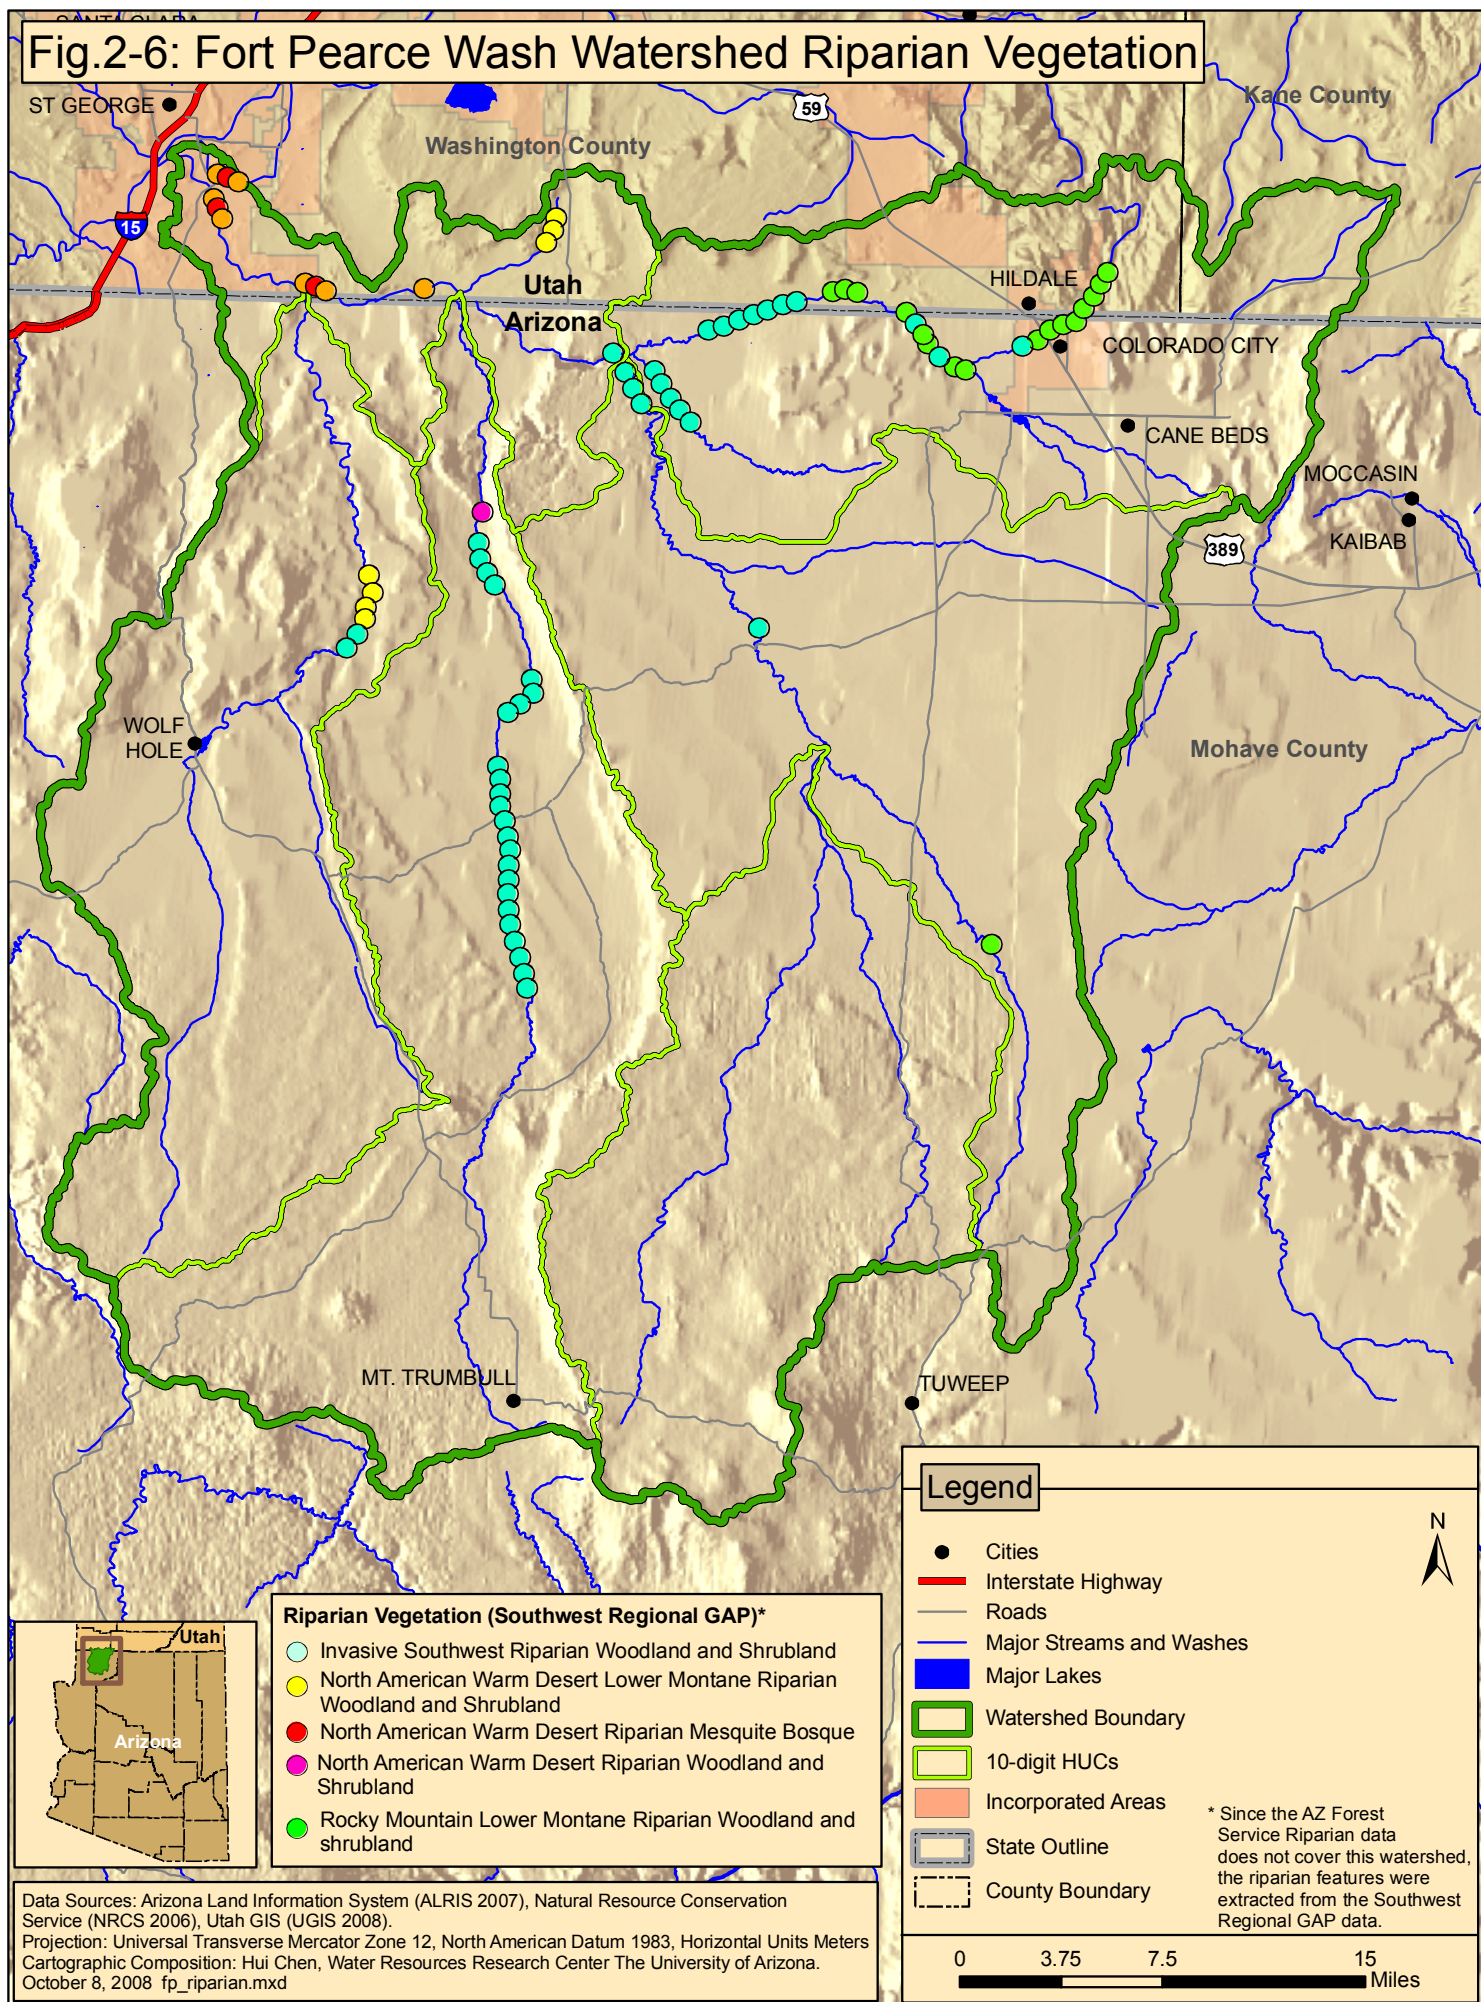 SANTA CLARA
Fig.2-6: Fort Pearce Wash Watershed Riparian Vegetation
ST GEORGE
59
Kane County
Washington County
15
Utah
Arizona
HILDALE
COLORADO CITY
CANE BEDS
MOCCASIN
KAIBAB
389
WOLF
HOLE
Mohave County
MT. TRUMBULL
TUWEEP
Legend
N
Cities
Interstate Highway
Roads
Major Streams and Washes
Major Lakes
Watershed Boundary
10-digit HUCs
Incorporated Areas
State Outline
County Boundary
* Since the AZ Forest
Service Riparian data
does not cover this watershed,
the riparian features were
extracted from the Southwest
Regional GAP data.
0 3.75 7.5 15
Miles
Utah
Arizona
Riparian Vegetation (Southwest Regional GAP)*
Invasive Southwest Riparian Woodland and Shrubland
North American Warm Desert Lower Montane Riparian
Woodland and Shrubland
North American Warm Desert Riparian Mesquite Bosque
North American Warm Desert Riparian Woodland and
Shrubland
Rocky Mountain Lower Montane Riparian Woodland and
shrubland
Data Sources: Arizona Land Information System (ALRIS 2007), Natural Resource Conservation
Service (NRCS 2006), Utah GIS (UGIS 2008).
Projection: Universal Transverse Mercator Zone 12, North American Datum 1983, Horizontal Units Meters
Cartographic Composition: Hui Chen, Water Resources Research Center The University of Arizona.
October 8, 2008 fp_riparian.mxd